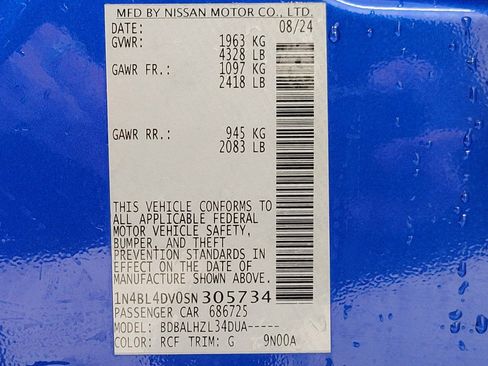 MFD BY NISSAN MOTOR CO., LTD.
DATE: 08/24
GVWR: 1963 KG
4328 LB
GAWR FR.: 1097 KG
2418 LB
GAWR RR.: 945 KG
2083 LB
THIS VEHICLE CONFORMS TO
ALL APPLICABLE FEDERAL
MOTOR VEHICLE SAFETY,
BUMPER, AND THEFT
PREVENTION STANDARDS IN
EFFECT ON THE DATE OF
MANUFACTURE SHOWN ABOVE.
1N4BL4DV0SN305734
PASSENGER CAR 686725
MODEL: BDBALHZL34DUA-----
COLOR: RCF TRIM: G 9N00A